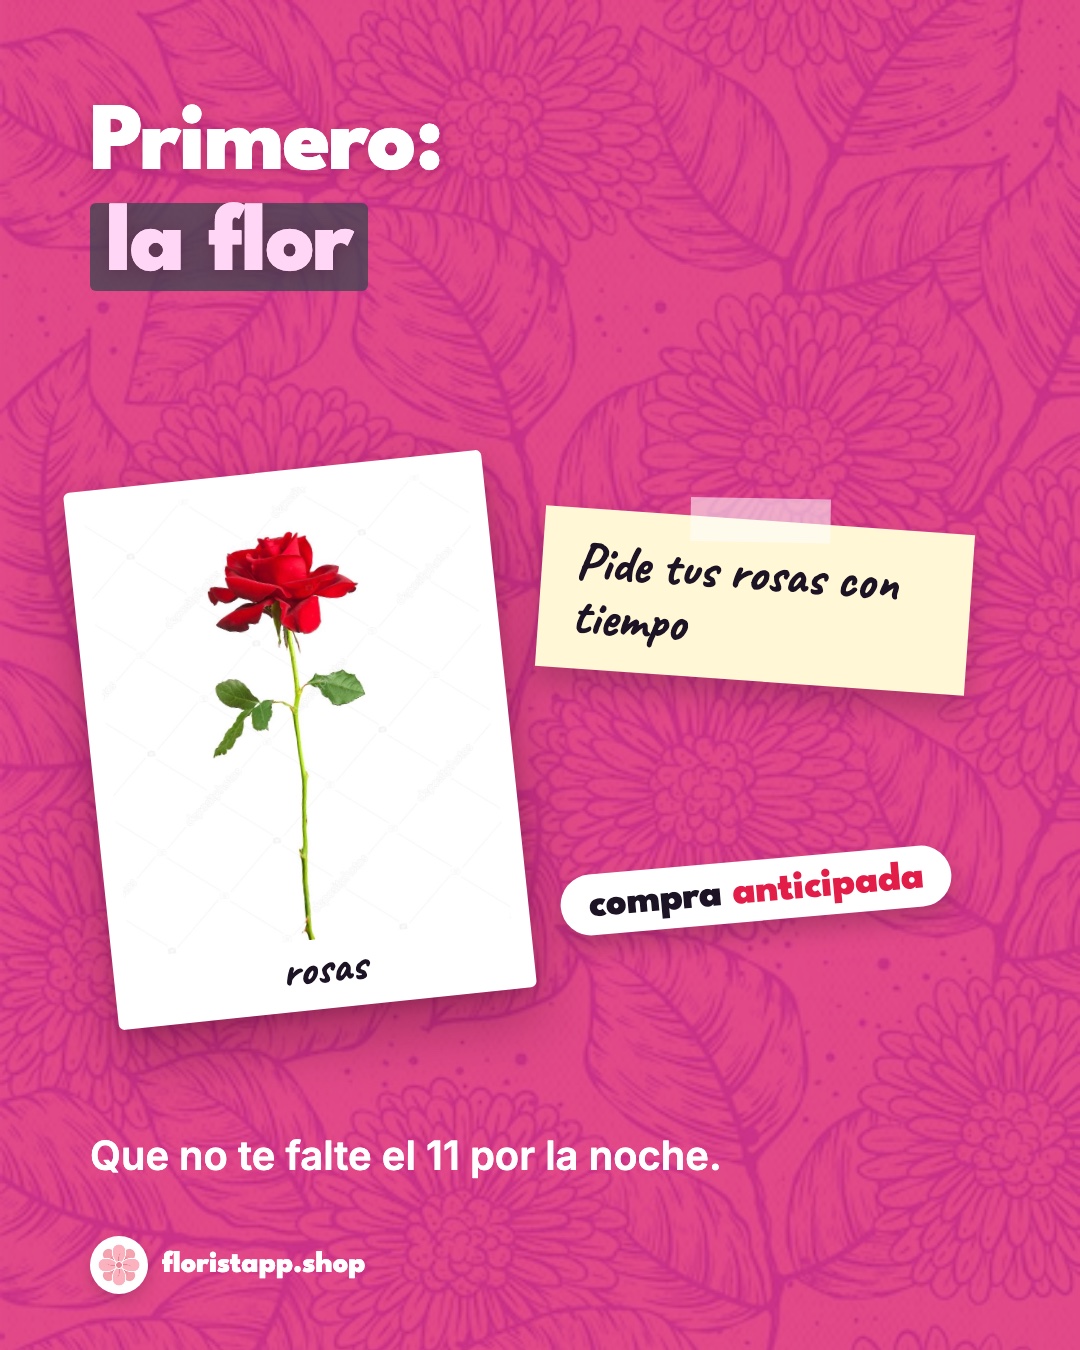 Primero:
la flor
Pide tus rosas con
tiempo
compra anticipada
rosas
Que no te falte el 11 por la noche.
floristapp.shop